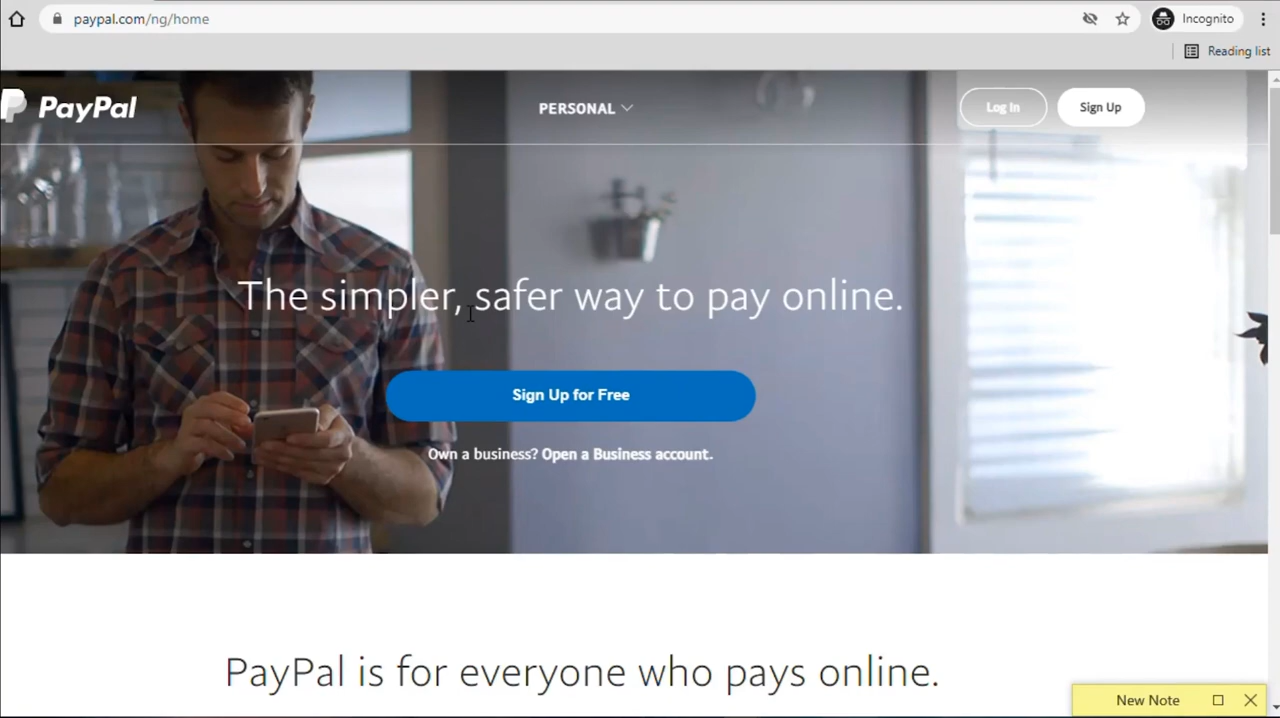 paypal.com/ng/home
Incognito
Reading list
PayPal
PERSONAL
Log In
Sign Up
The simpler, safer way to pay online.
Sign Up for Free
Own a business? Open a Business account.
PayPal is for everyone who pays online.
New Note